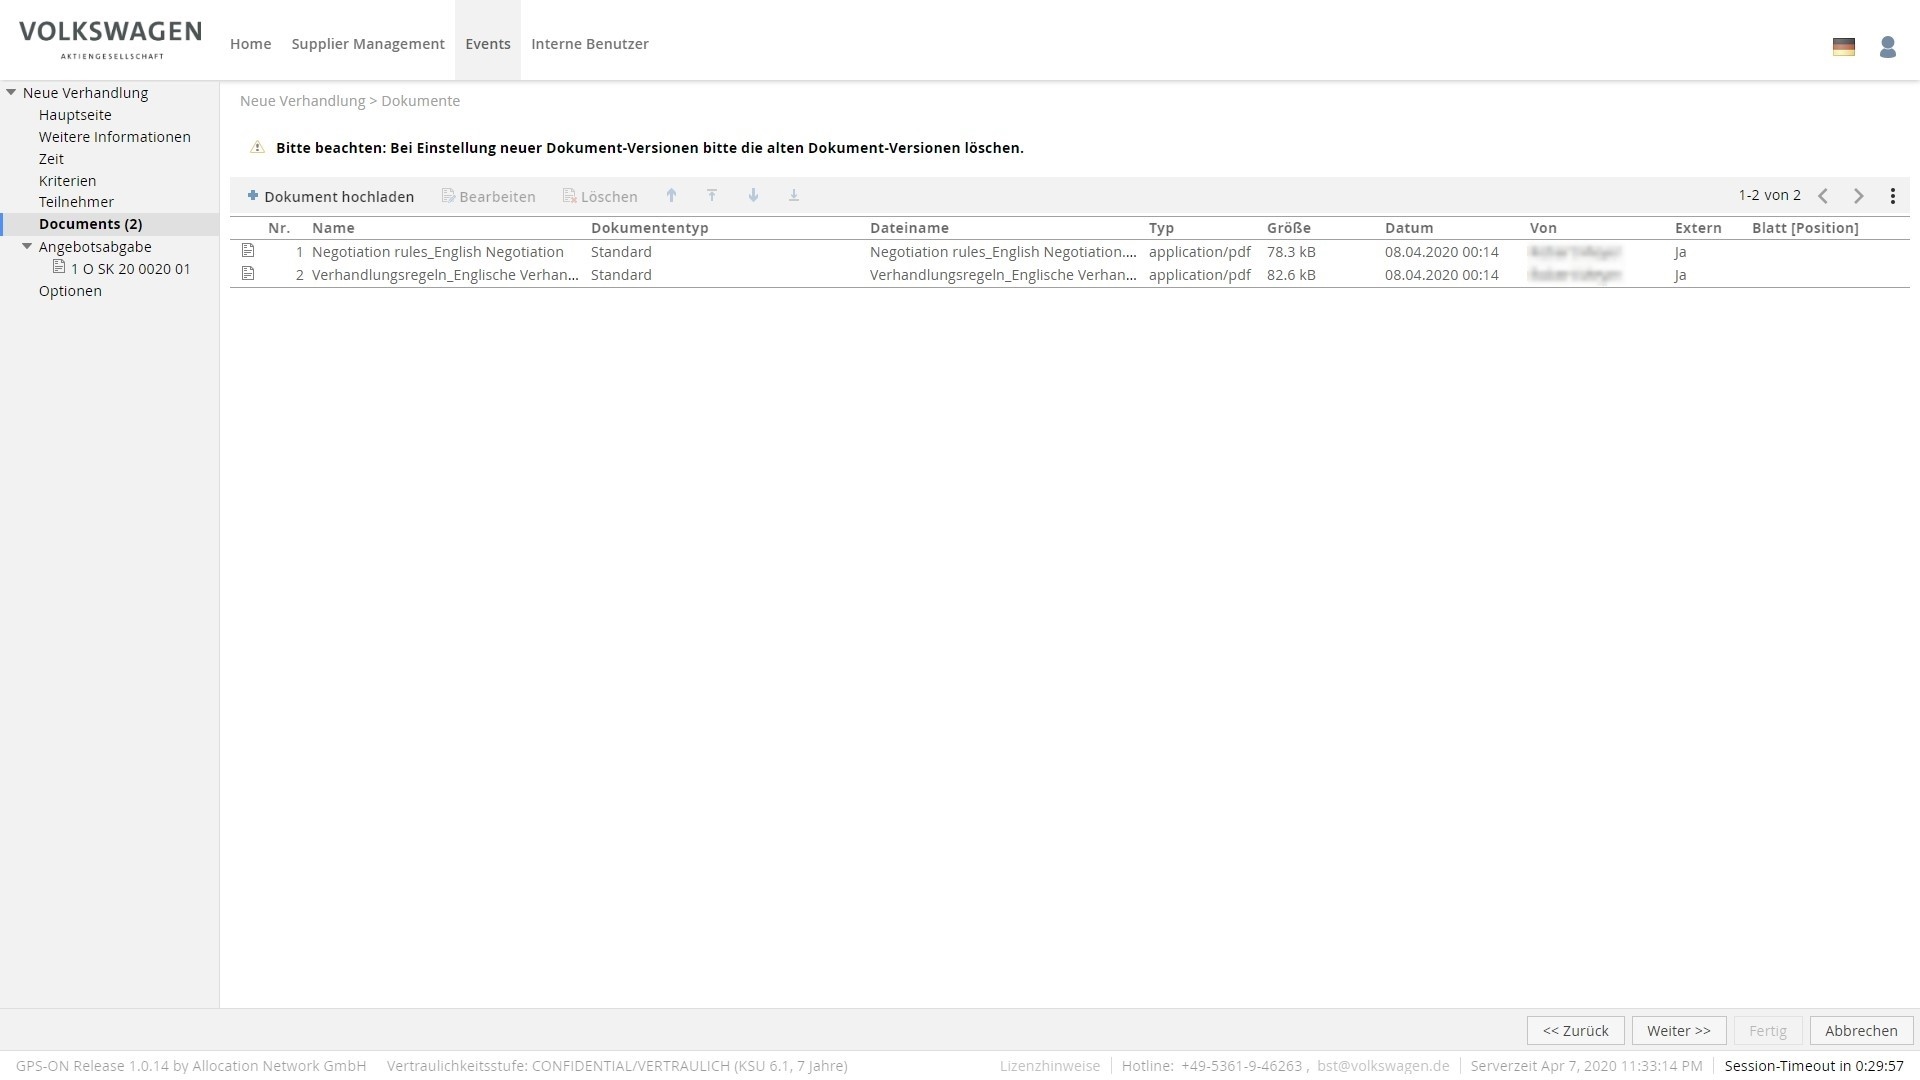 VOLKSWAGEN
AKTIENGESELLSCHAFT
Home Supplier Management Events Interne Benutzer
Neue Verhandlung
Hauptseite
Weitere Informationen
Zeit
Kriterien
Teilnehmer
Documents (2)
Angebotsabgabe
1 O SK 20 0020 01
Optionen
Neue Verhandlung > Dokumente
Bitte beachten: Bei Einstellung neuer Dokument-Versionen bitte die alten Dokument-Versionen löschen.
Dokument hochladen Bearbeiten Löschen 1-2 von 2
Nr. Name Dokumententyp Dateiname Typ Größe Datum Von Extern Blatt [Position]
1 Negotiation rules_English Negotiation Standard Negotiation rules_English Negotiation.... application/pdf 78.3 kB 08.04.2020 00:14 Ja
2 Verhandlungsregeln_Englische Verhan... Standard Verhandlungsregeln_Englische Verhan... application/pdf 82.6 kB 08.04.2020 00:14 Ja
<< Zurück Weiter >> Fertig Abbrechen
GPS-ON Release 1.0.14 by Allocation Network GmbH Vertraulichkeitsstufe: CONFIDENTIAL/VERTRAULICH (KSU 6.1, 7 Jahre) Lizenzhinweise Hotline: +49-5361-9-46263 , bst@volkswagen.de Serverzeit Apr 7, 2020 11:33:14 PM Session-Timeout in 0:29:57